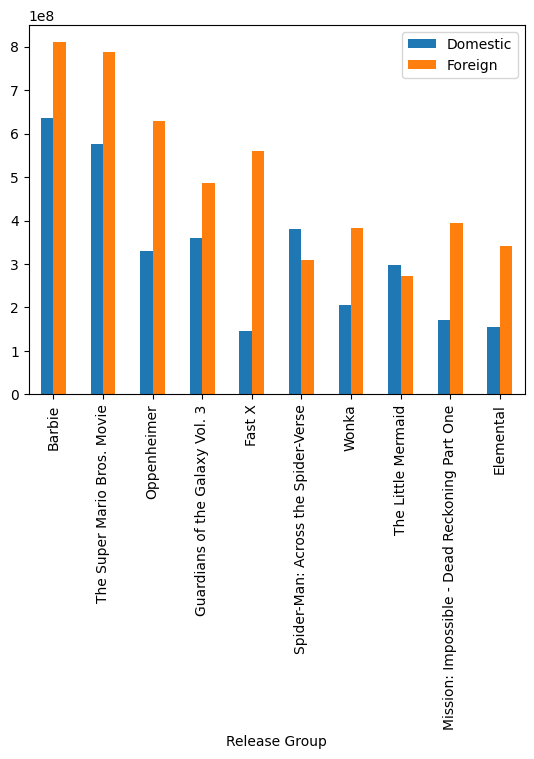 1e8
8
7
6
5
4
3
2
1
0
Domestic
Foreign
Barbie
The Super Mario Bros. Movie
Oppenheimer
Guardians of the Galaxy Vol. 3
Fast X
Spider-Man: Across the Spider-Verse
Wonka
The Little Mermaid
Mission: Impossible - Dead Reckoning Part One
Elemental
Release Group